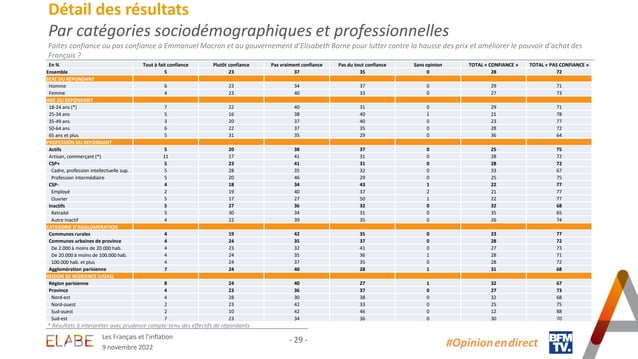 Détail des résultats
Par catégories sociodémographiques et professionnelles
Faites confiance ou pas confiance à Emmanuel Macron et au gouvernement d'Elisabeth Borne pour lutter contre la hausse des prix et améliorer le pouvoir d'achat des
Français ?
En % Tout à fait confiance Plutôt confiance Pas vraiment confiance Pas du tout confiance Sans opinion TOTAL « CONFIANCE » TOTAL « PAS CONFIANCE »
Ensemble 5 23 37 35 0 28 72
SEXE DU REPONDANT
Homme 6 23 34 37 0 29 71
Femme 4 23 40 33 0 27 73
AGE DU REPONDANT
18-24 ans (*) 7 22 40 31 0 29 71
25-34 ans 5 16 38 40 1 21 78
35-49 ans 3 20 37 40 0 23 77
50-64 ans 6 22 37 35 0 28 72
65 ans et plus 5 31 35 29 0 36 64
PROFESSION DU REPONDANT
Actifs 5 20 38 37 0 25 75
Artisan, commerçant (*) 11 17 41 31 0 28 72
CSP+ 5 23 41 31 0 28 72
Cadre, profession intellectuelle sup. 5 28 35 32 0 33 67
Profession intermédiaire 5 20 46 29 0 25 75
CSP- 4 18 34 43 1 22 77
Employé 2 19 40 37 2 21 77
Ouvrier 5 17 27 50 1 22 77
Inactifs 5 27 36 32 0 32 68
Retraité 5 30 34 31 0 35 65
Autre inactif 4 22 39 35 0 26 74
CATEGORIE D'AGGLOMERATION
Communes rurales 4 19 42 35 0 23 77
Communes urbaines de province 4 24 35 37 0 28 72
De 2.000 à moins de 20.000 hab. 4 23 32 41 0 27 73
De 20.000 à moins de 100.000 hab. 4 24 35 36 1 28 71
100.000 hab. et plus 4 24 37 35 0 28 72
Agglomération parisienne 7 24 40 28 1 31 68
REGION DE RESIDENCE (UDA5)
Région parisienne 8 24 40 27 1 32 67
Province 4 23 36 37 0 27 73
Nord-est 4 28 30 38 0 32 68
Nord-ouest 2 23 42 33 0 25 75
Sud-ouest 2 10 42 46 0 12 88
Sud-est 7 23 34 36 0 30 70
* Résultats à interpréter avec prudence compte-tenu des effectifs de répondants
ELABE
Les Français et l'inflation
9 novembre 2022
- 29 -
#Opinion en direct
BFM
TV.